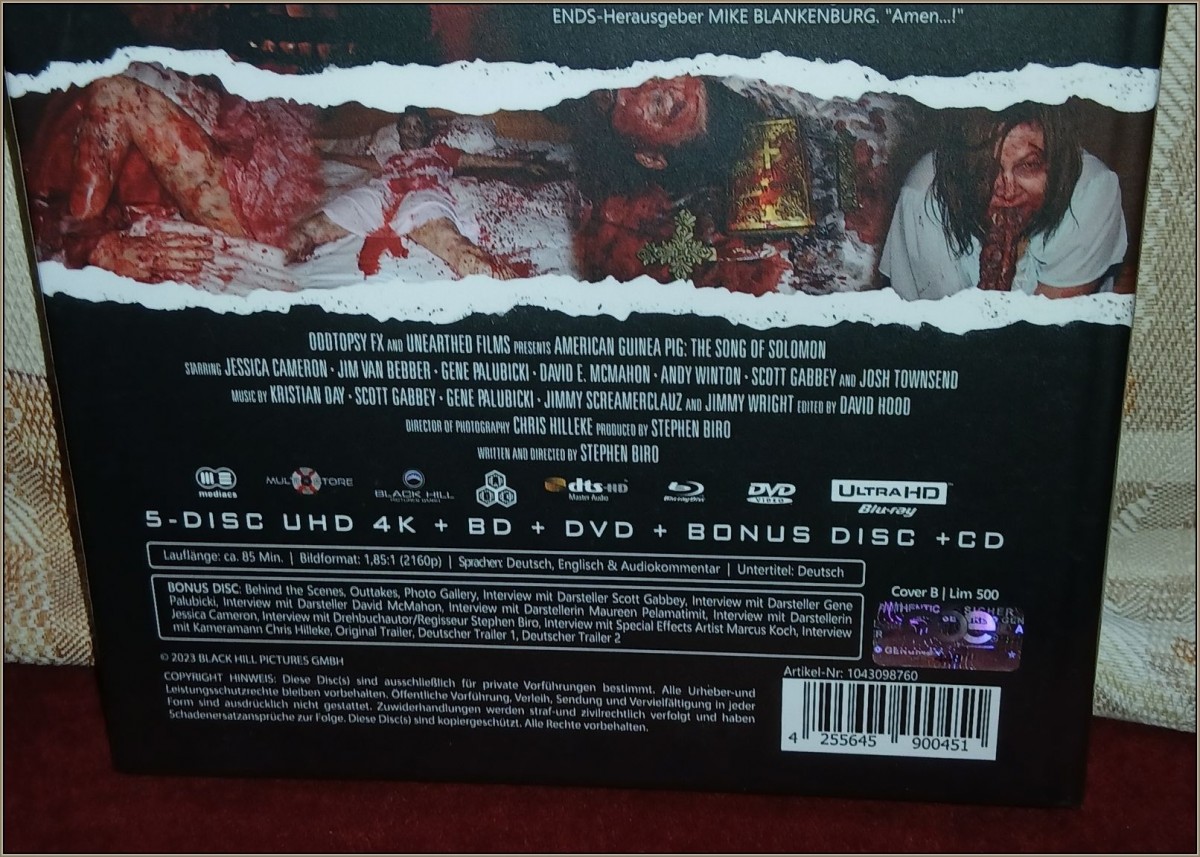 ENDS-Herausgeber MIKE BLANKENBURG. "Amen...!"
ODDTOPSY FX AND UNEARTHED FILMS PRESENTS AMERICAN GUINEA PIG: THE SONG OF SOLOMON
STARRING JESSICA CAMERON · JIM VAN BEBBER · GENE PALUBICKI · DAVID E. MCMAHON · ANDY WINTON · SCOTT GABBEY AND JOSH TOWNSEND
MUSIC BY KRISTIAN DAY · SCOTT GABBEY · GENE PALUBICKI · JIMMY SCREAMERCLAUZ AND JIMMY WRIGHT EDITED BY DAVID HOOD
DIRECTOR OF PHOTOGRAPHY CHRIS HILLEKE PRODUCED BY STEPHEN BIRO
WRITTEN AND DIRECTED BY STEPHEN BIRO
mediacs MULTISTORE BLACK HILL PICTURES GMBH dts-HD Master Audio Blu-ray Disc DVD VIDEO ULTRA HD Blu-ray
5-DISC UHD 4K + BD + DVD + BONUS DISC +CD
Lauflänge: ca. 85 Min. | Bildformat: 1,85:1 (2160p) | Sprachen: Deutsch, Englisch & Audiokommentar | Untertitel: Deutsch
BONUS DISC: Behind the Scenes, Outtakes, Photo Gallery, Interview mit Darsteller Scott Gabbey, Interview mit Darsteller Gene
Palubicki, Interview mit Darsteller David McMahon, Interview mit Darstellerin Maureen Pelamatimit, Interview mit Darstellerin
Jessica Cameron, Interview mit Drehbuchautor/Regisseur Stephen Biro, Interview mit Special Effects Artist Marcus Koch, Interview
mit Kameramann Chris Hilleke, Original Trailer, Deutscher Trailer 1, Deutscher Trailer 2
Cover B | Lim 500
© 2023 BLACK HILL PICTURES GMBH
COPYRIGHT HINWEIS: Diese Disc(s) sind ausschließlich für private Vorführungen bestimmt. Alle Urheber-und
Leistungsschutzrechte bleiben vorbehalten. Öffentliche Vorführung, Verleih, Sendung und Vervielfältigung in jeder
Form sind ausdrücklich nicht gestattet. Zuwiderhandlungen werden straf-und zivilrechtlich verfolgt und haben
Schadenersatzansprüche zur Folge. Diese Disc(s) sind kopiergeschützt. Alle Rechte vorbehalten.
Artikel-Nr: 1043098760
4 255645 900451